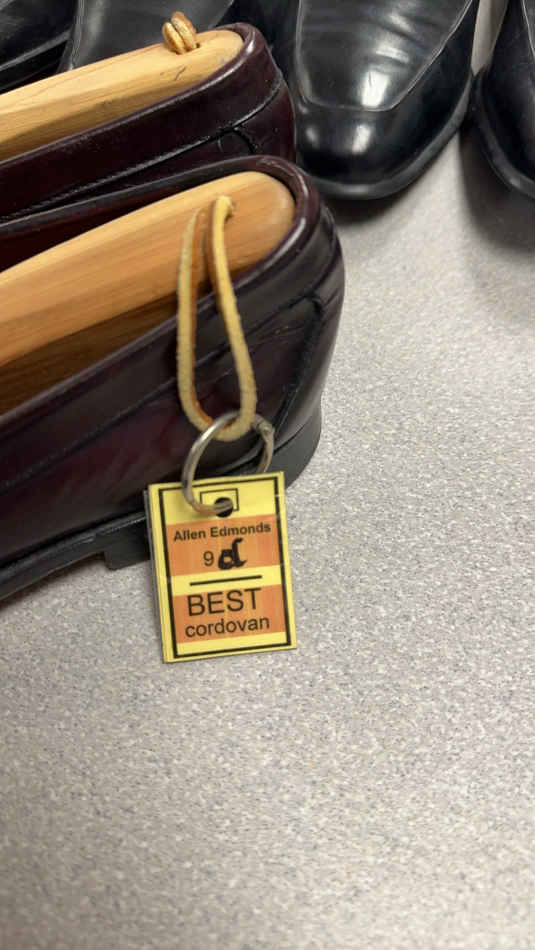 Allen Edmonds
9 d
BEST
cordovan